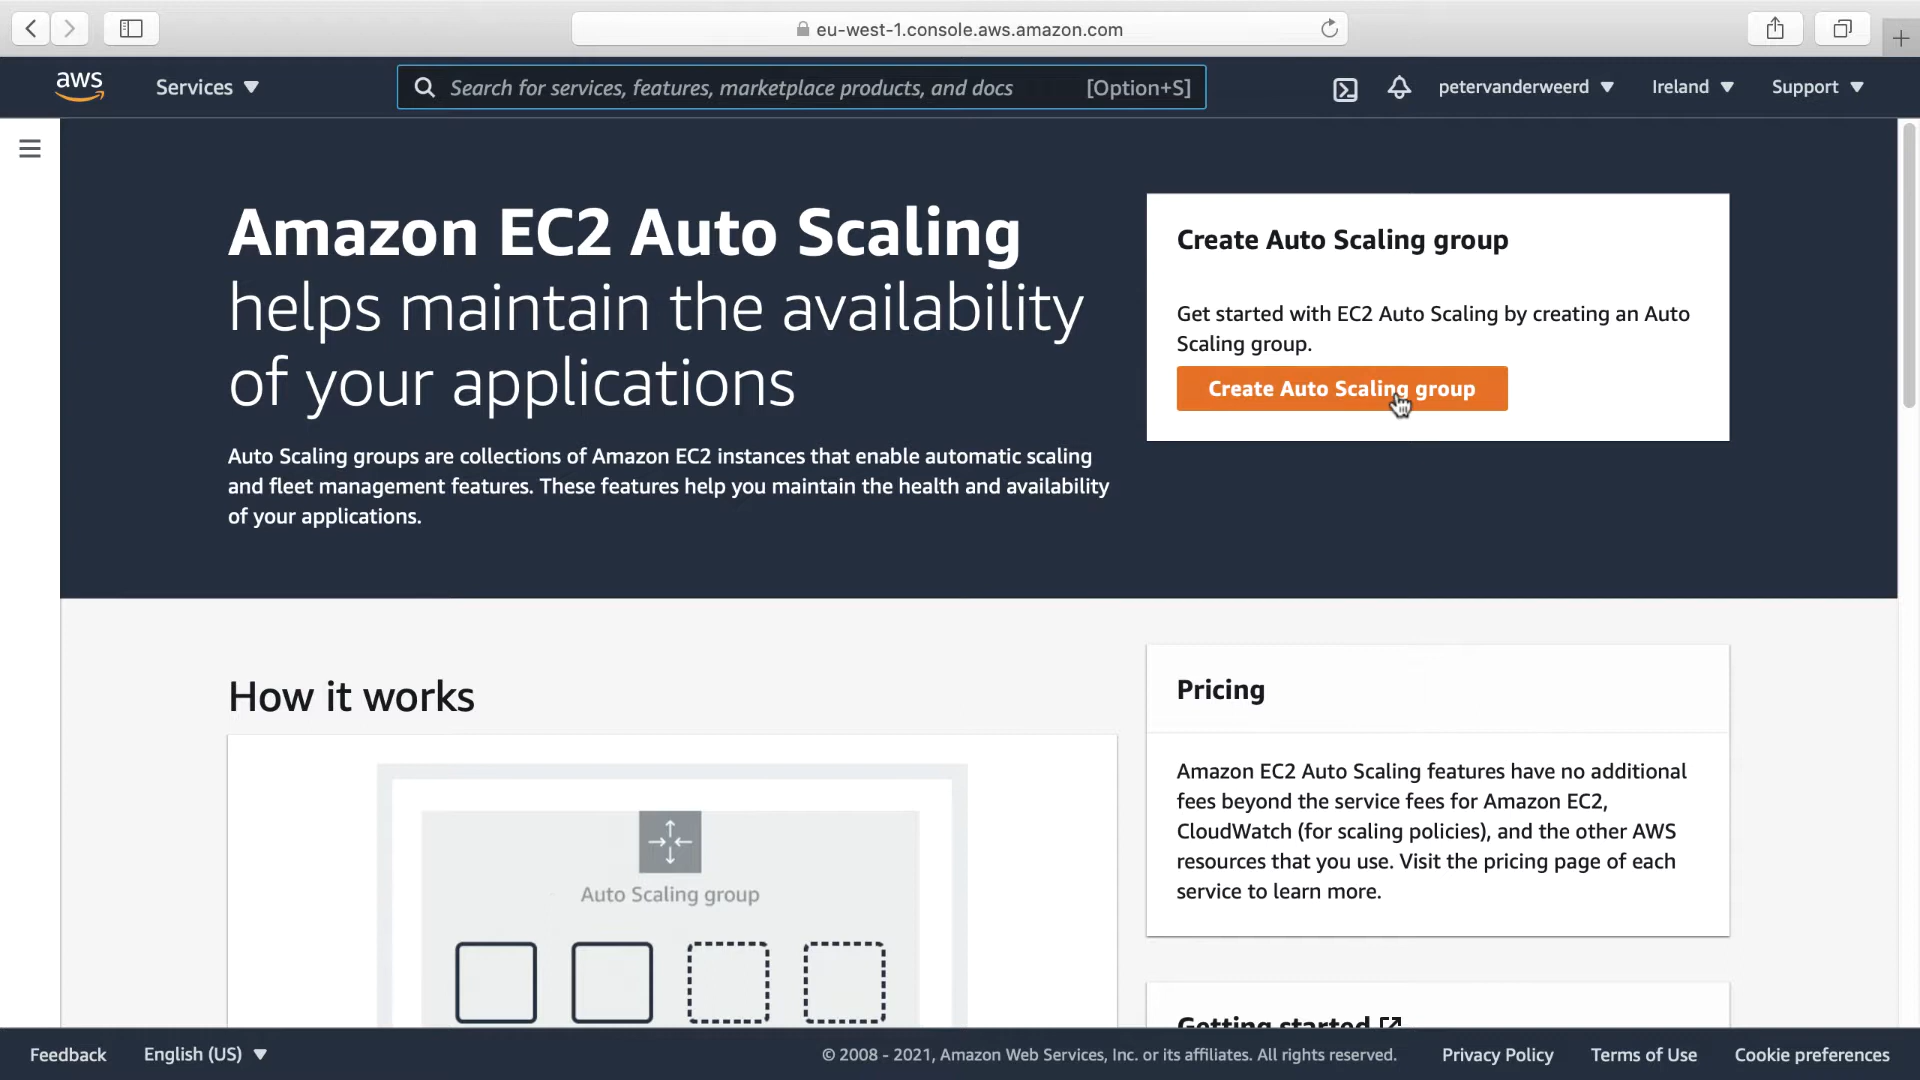 eu-west-1.console.aws.amazon.com
aws
Services
Search for services, features, marketplace products, and docs
[Option+S]
petervanderweerd
Ireland
Support
Amazon EC2 Auto Scaling
helps maintain the availability
of your applications
Auto Scaling groups are collections of Amazon EC2 instances that enable automatic scaling
and fleet management features. These features help you maintain the health and availability
of your applications.
Create Auto Scaling group
Get started with EC2 Auto Scaling by creating an Auto
Scaling group.
Create Auto Scaling group
How it works
Auto Scaling group
Pricing
Amazon EC2 Auto Scaling features have no additional
fees beyond the service fees for Amazon EC2,
CloudWatch (for scaling policies), and the other AWS
resources that you use. Visit the pricing page of each
service to learn more.
Getting started
Feedback
English (US)
© 2008 - 2021, Amazon Web Services, Inc. or its affiliates. All rights reserved.
Privacy Policy
Terms of Use
Cookie preferences